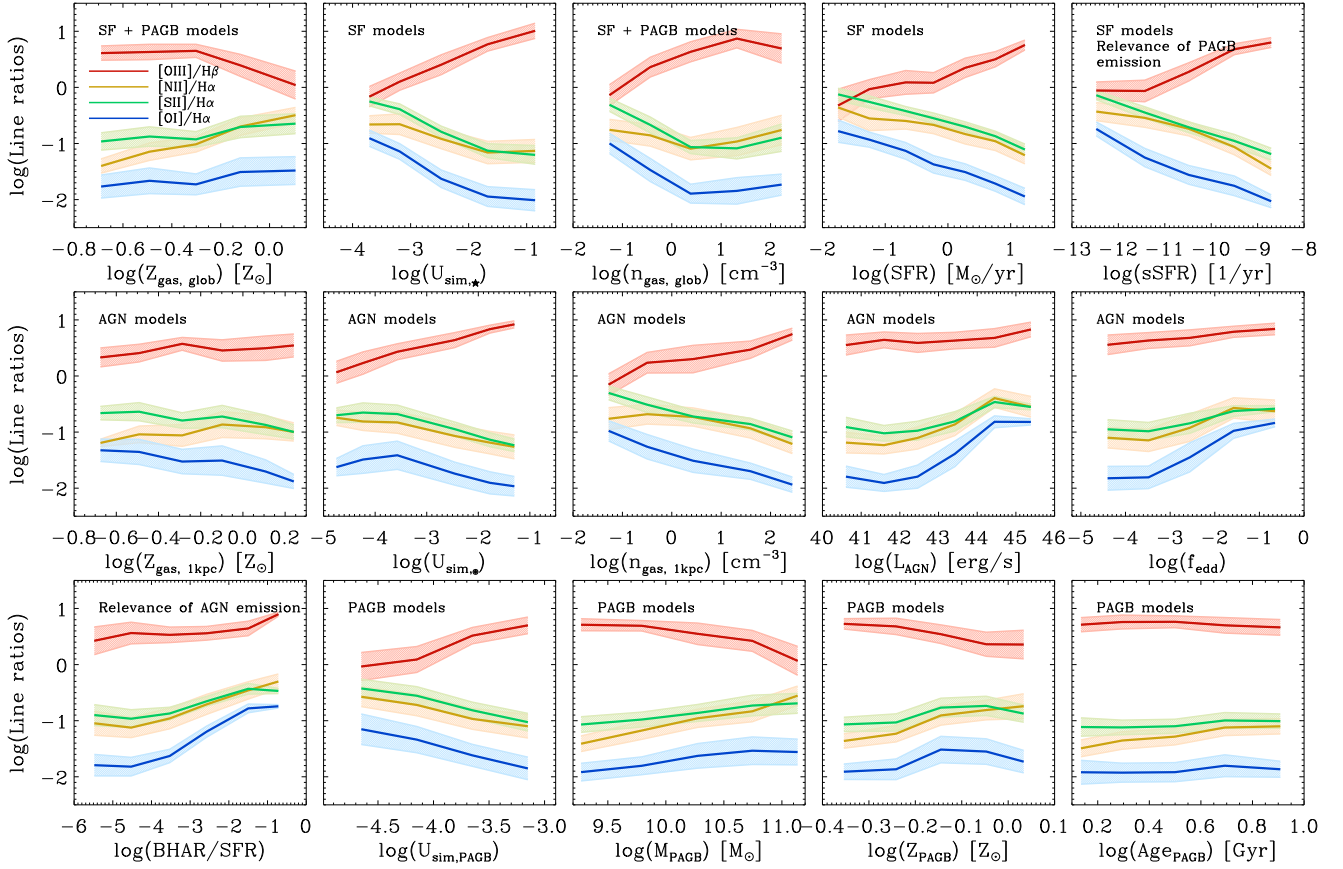 SF + PAGB models
[OIII]/Hβ
[NII]/Hα
[SII]/Hα
[OI]/Hα
SF models
SF + PAGB models
SF models
SF models
Relevance of PAGB
emission
log(Line ratios)
1
0
−1
−2
−0.8 −0.6 −0.4 −0.2 0.0
−4 −3 −2 −1
−2 −1 0 1 2
−2 −1 0 1
−13 −12 −11 −10 −9 −8
log(Z_gas, glob) [Z⊙]
log(U_sim,★)
log(n_gas, glob) [cm⁻³]
log(SFR) [M⊙/yr]
log(sSFR) [1/yr]
AGN models
AGN models
AGN models
AGN models
AGN models
log(Line ratios)
1
0
−1
−2
−0.8 −0.6 −0.4 −0.2 0.0 0.2
−5 −4 −3 −2 −1 0
−2 −1 0 1 2
40 41 42 43 44 45 46
−5 −4 −3 −2 −1 0
log(Z_gas, 1kpc) [Z⊙]
log(U_sim,●)
log(n_gas, 1kpc) [cm⁻³]
log(L_AGN) [erg/s]
log(f_edd)
Relevance of AGN emission
PAGB models
PAGB models
PAGB models
PAGB models
log(Line ratios)
1
0
−1
−2
−6 −5 −4 −3 −2 −1 0
−4.5 −4.0 −3.5 −3.0
9.5 10.0 10.5 11.0
−0.4 −0.3 −0.2 −0.1 0.0 0.1
0.2 0.4 0.6 0.8 1.0
log(BHAR/SFR)
log(U_sim,PAGB)
log(M_PAGB) [M⊙]
log(Z_PAGB) [Z⊙]
log(Age_PAGB) [Gyr]